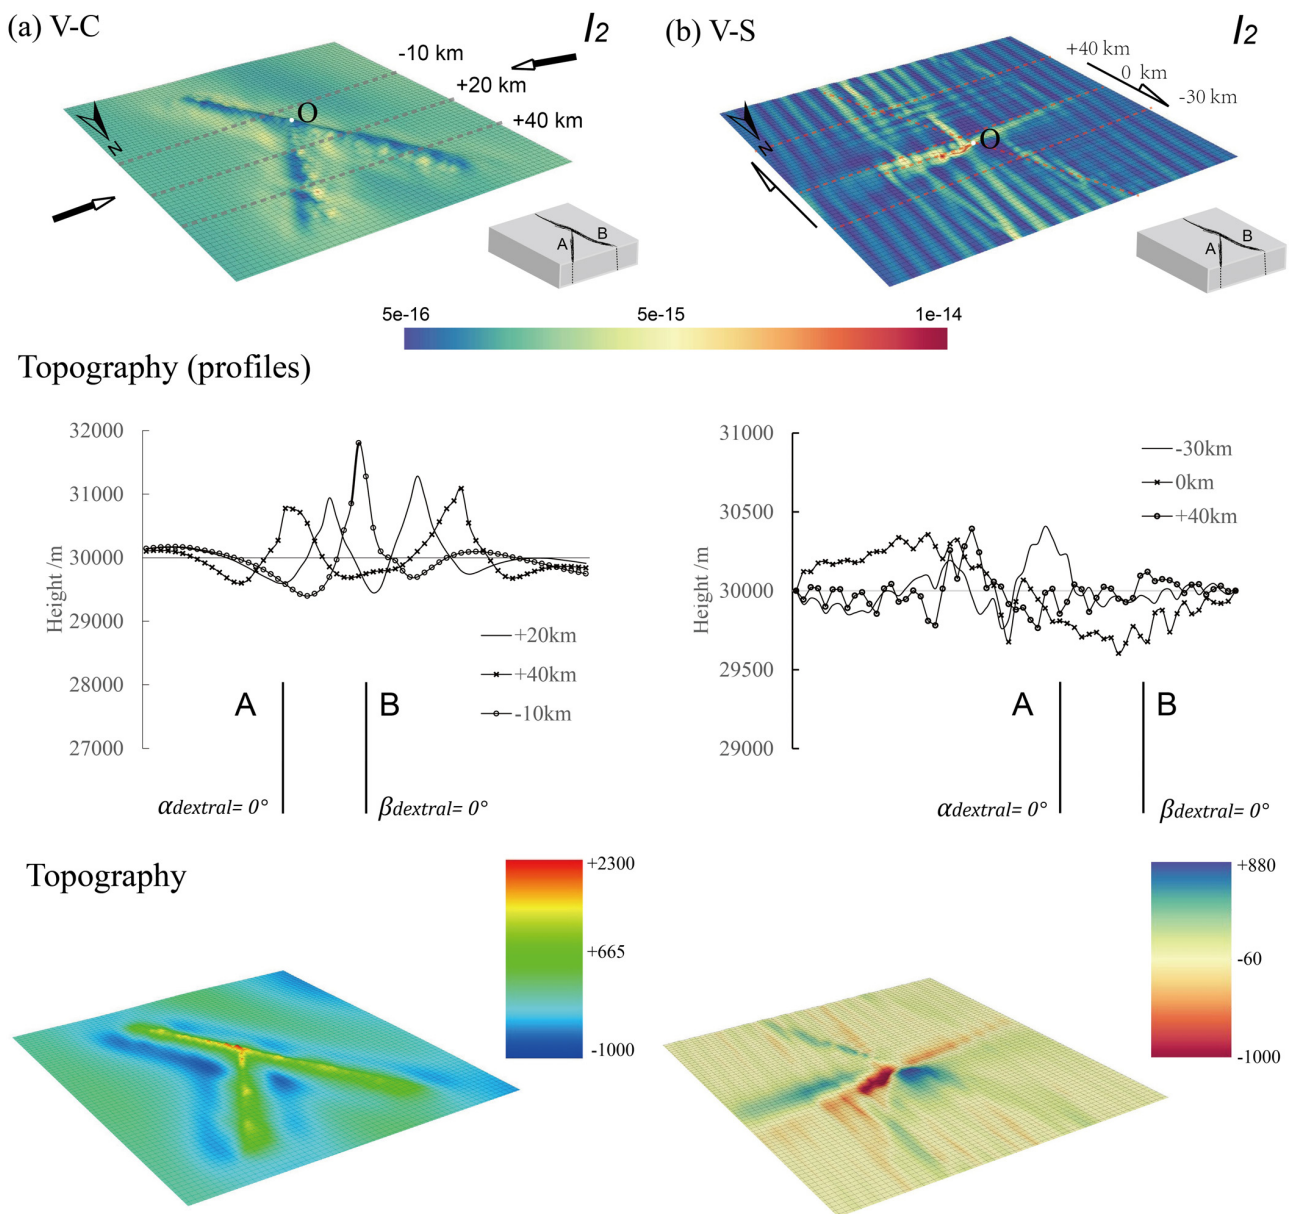 (a) V-C
I2
-10 km
+20 km
+40 km
O
N
A
B
(b) V-S
I2
+40 km
0 km
-30 km
O
N
A
B
5e-16
5e-15
1e-14
Topography (profiles)
32000
31000
30000
29000
28000
27000
Height /m
+20km
+40km
-10km
A
B
αdextral= 0°
βdextral= 0°
31000
30500
30000
29500
29000
Height /m
-30km
0km
+40km
A
B
αdextral= 0°
βdextral= 0°
Topography
+2300
+665
-1000
+880
-60
-1000